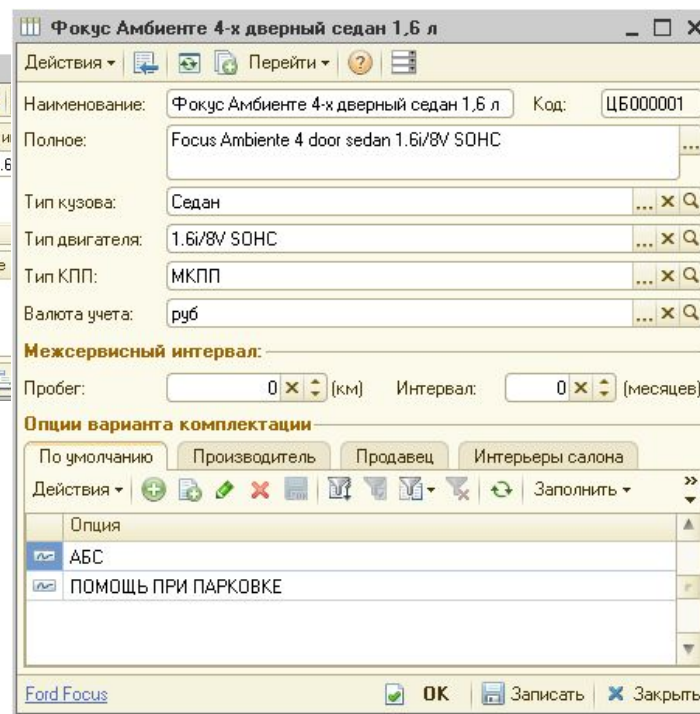 Фокус Амбиенте 4-х дверный седан 1,6 л
Действия Перейти
Наименование: Фокус Амбиенте 4-х дверный седан 1,6 л Код: ЦБ000001
Полное: Focus Ambiente 4 door sedan 1.6i/8V SOHC
Тип кузова: Седан
Тип двигателя: 1.6i/8V SOHC
Тип КПП: МКПП
Валюта учета: руб
Межсервисный интервал:
Пробег: 0 (км) Интервал: 0 (месяцев)
Опции варианта комплектации
По умолчанию Производитель Продавец Интерьеры салона
Действия Заполнить
Опция
АБС
ПОМОЩЬ ПРИ ПАРКОВКЕ
Ford Focus OK Записать Закрыть